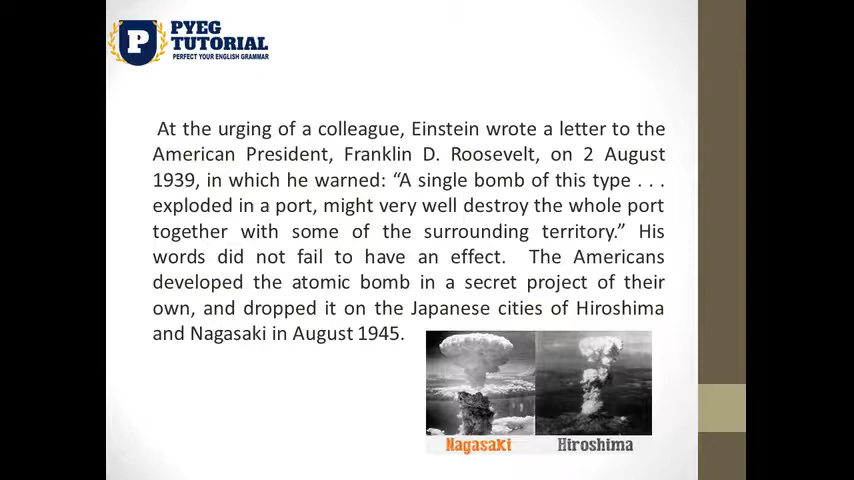 P
PYEG
TUTORIAL
PERFECT YOUR ENGLISH GRAMMAR
At the urging of a colleague, Einstein wrote a letter to the
American President, Franklin D. Roosevelt, on 2 August
1939, in which he warned: “A single bomb of this type . . .
exploded in a port, might very well destroy the whole port
together with some of the surrounding territory.” His
words did not fail to have an effect.  The Americans
developed the atomic bomb in a secret project of their
own, and dropped it on the Japanese cities of Hiroshima
and Nagasaki in August 1945.
Nagasaki Hiroshima